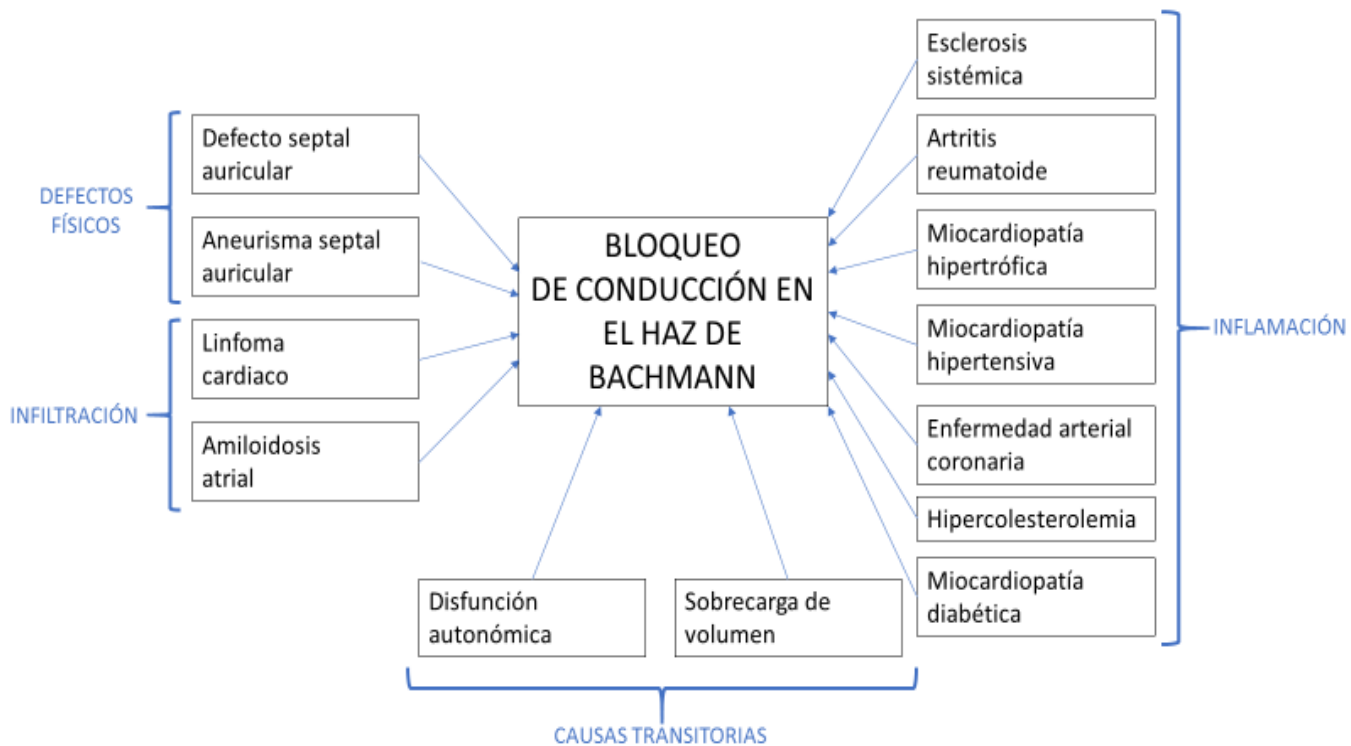 DEFECTOS
FÍSICOS
Defecto septal
auricular
Aneurisma septal
auricular
INFILTRACIÓN
Linfoma
cardiaco
Amiloidosis
atrial
BLOQUEO
DE CONDUCCIÓN EN
EL HAZ DE
BACHMANN
Disfunción
autonómica
Sobrecarga de
volumen
CAUSAS TRANSITORIAS
Esclerosis
sistémica
Artritis
reumatoide
Miocardiopatía
hipertrófica
Miocardiopatía
hipertensiva
Enfermedad arterial
coronaria
Hipercolesterolemia
Miocardiopatía
diabética
INFLAMACIÓN